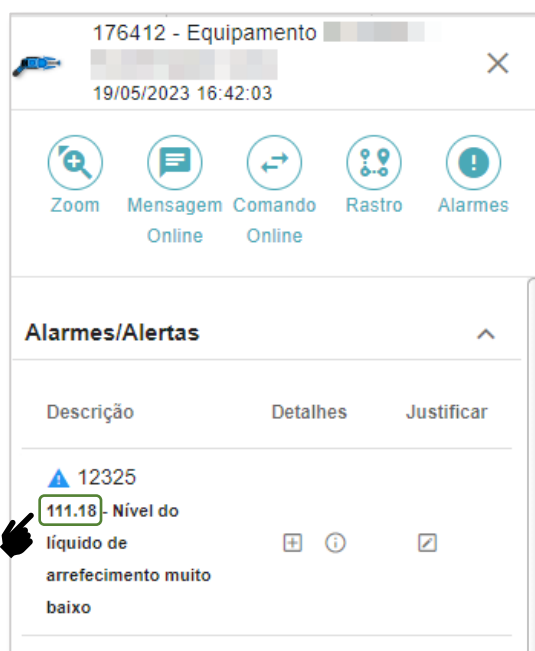 176412 - Equipamento
19/05/2023 16:42:03
Zoom
Mensagem Online
Comando Online
Rastro
Alarmes
Alarmes/Alertas
Descrição Detalhes Justificar
12325
111.18 - Nível do
líquido de
arrefecimento muito
baixo